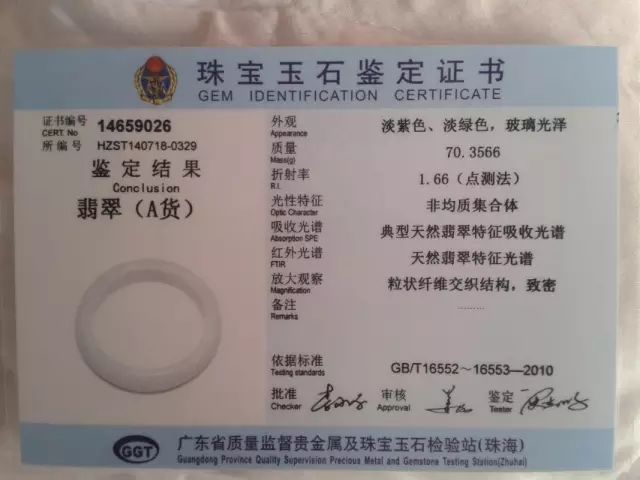 珠宝玉石鉴定证书
GEM IDENTIFICATION CERTIFICATE
证书编号 14659026
CERT. No
所编号 HZST140718-0329
鉴定结果
Conclusion
翡翠（A货）
外观 淡紫色、淡绿色，玻璃光泽
Appearance
质量 70.3566
Mass(g)
折射率 1.66（点测法）
R.I.
光性特征 非均质集合体
Optic Character
吸收光谱 典型天然翡翠特征吸收光谱
Absorption SPE
红外光谱 天然翡翠特征光谱
FTIR
放大观察 粒状纤维交织结构，致密
Magnification
备注 ………
Remarks
依据标准 GB/T16552～16553—2010
Testing standards
批准 审核 鉴定
Checker Approval Tester
GGT 广东省质量监督贵金属及珠宝玉石检验站(珠海)
Guangdong Province Quality Supervision Precious Metal and Gemstone Testing Station(Zhuhai)